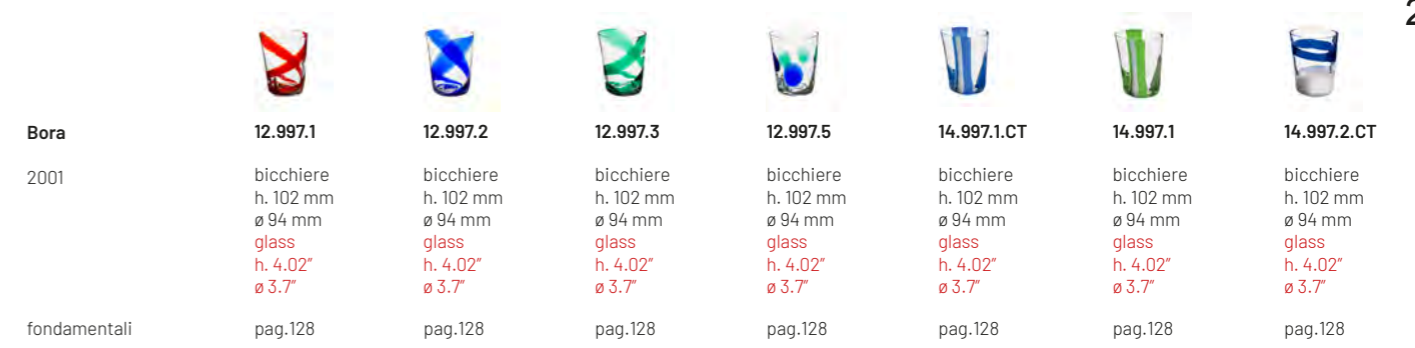 2
Bora 12.997.1 12.997.2 12.997.3 12.997.5 14.997.1.CT 14.997.1 14.997.2.CT
2001 bicchiere bicchiere bicchiere bicchiere bicchiere bicchiere bicchiere
h. 102 mm h. 102 mm h. 102 mm h. 102 mm h. 102 mm h. 102 mm h. 102 mm
ø 94 mm ø 94 mm ø 94 mm ø 94 mm ø 94 mm ø 94 mm ø 94 mm
glass glass glass glass glass glass glass
h. 4.02″ h. 4.02″ h. 4.02″ h. 4.02″ h. 4.02″ h. 4.02″ h. 4.02″
ø 3.7″ ø 3.7″ ø 3.7″ ø 3.7″ ø 3.7″ ø 3.7″ ø 3.7″
fondamentali pag.128 pag.128 pag.128 pag.128 pag.128 pag.128 pag.128